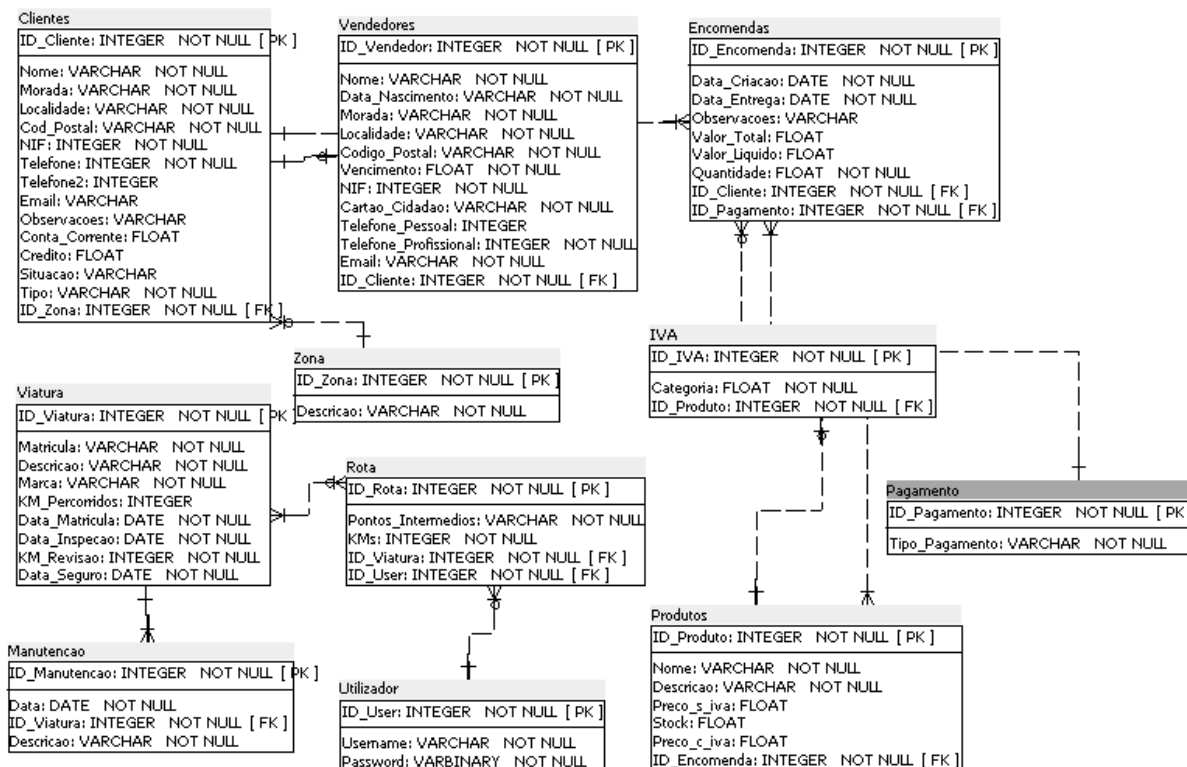 Clientes
ID_Cliente: INTEGER NOT NULL [ PK ]
Nome: VARCHAR NOT NULL
Morada: VARCHAR NOT NULL
Localidade: VARCHAR NOT NULL
Cod_Postal: VARCHAR NOT NULL
NIF: INTEGER NOT NULL
Telefone: INTEGER NOT NULL
Telefone2: INTEGER
Email: VARCHAR
Observacoes: VARCHAR
Conta_Corrente: FLOAT
Credito: FLOAT
Situacao: VARCHAR
Tipo: VARCHAR NOT NULL
ID_Zona: INTEGER NOT NULL [ FK ]
Vendedores
ID_Vendedor: INTEGER NOT NULL [ PK ]
Nome: VARCHAR NOT NULL
Data_Nascimento: VARCHAR NOT NULL
Morada: VARCHAR NOT NULL
Localidade: VARCHAR NOT NULL
Codigo_Postal: VARCHAR NOT NULL
Vencimento: FLOAT NOT NULL
NIF: INTEGER NOT NULL
Cartao_Cidadao: VARCHAR NOT NULL
Telefone_Pessoal: INTEGER
Telefone_Profissional: INTEGER NOT NULL
Email: VARCHAR NOT NULL
ID_Cliente: INTEGER NOT NULL [ FK ]
Encomendas
ID_Encomenda: INTEGER NOT NULL [ PK ]
Data_Criacao: DATE NOT NULL
Data_Entrega: DATE NOT NULL
Observacoes: VARCHAR
Valor_Total: FLOAT
Valor_Liquido: FLOAT
Quantidade: FLOAT NOT NULL
ID_Cliente: INTEGER NOT NULL [ FK ]
ID_Pagamento: INTEGER NOT NULL [ FK ]
Zona
ID_Zona: INTEGER NOT NULL [ PK ]
Descricao: VARCHAR NOT NULL
IVA
ID_IVA: INTEGER NOT NULL [ PK ]
Categoria: FLOAT NOT NULL
ID_Produto: INTEGER NOT NULL [ FK ]
Viatura
ID_Viatura: INTEGER NOT NULL [ PK ]
Matricula: VARCHAR NOT NULL
Descricao: VARCHAR NOT NULL
Marca: VARCHAR NOT NULL
KM_Percorridos: INTEGER
Data_Matricula: DATE NOT NULL
Data_Inspecao: DATE NOT NULL
KM_Revisao: INTEGER NOT NULL
Data_Seguro: DATE NOT NULL
Rota
ID_Rota: INTEGER NOT NULL [ PK ]
Pontos_Intermedios: VARCHAR NOT NULL
KMs: INTEGER NOT NULL
ID_Viatura: INTEGER NOT NULL [ FK ]
ID_User: INTEGER NOT NULL [ FK ]
Pagamento
ID_Pagamento: INTEGER NOT NULL [ PK
Tipo_Pagamento: VARCHAR NOT NULL
Manutencao
ID_Manutencao: INTEGER NOT NULL [ PK ]
Data: DATE NOT NULL
ID_Viatura: INTEGER NOT NULL [ FK ]
Descricao: VARCHAR NOT NULL
Utilizador
ID_User: INTEGER NOT NULL [ PK ]
Username: VARCHAR NOT NULL
Password: VARBINARY NOT NULL
Produtos
ID_Produto: INTEGER NOT NULL [ PK ]
Nome: VARCHAR NOT NULL
Descricao: VARCHAR NOT NULL
Preco_s_iva: FLOAT
Stock: FLOAT
Preco_c_iva: FLOAT
ID_Encomenda: INTEGER NOT NULL [ FK ]